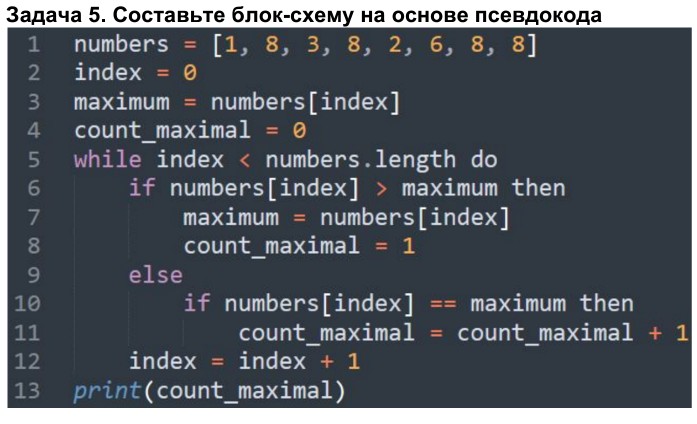 Задача 5. Составьте блок-схему на основе псевдокода
1 numbers = [1, 8, 3, 8, 2, 6, 8, 8]
2 index = 0
3 maximum = numbers[index]
4 count_maximal = 0
5 while index < numbers.length do
6     if numbers[index] > maximum then
7         maximum = numbers[index]
8         count_maximal = 1
9     else
10         if numbers[index] == maximum then
11             count_maximal = count_maximal + 1
12     index = index + 1
13 print(count_maximal)